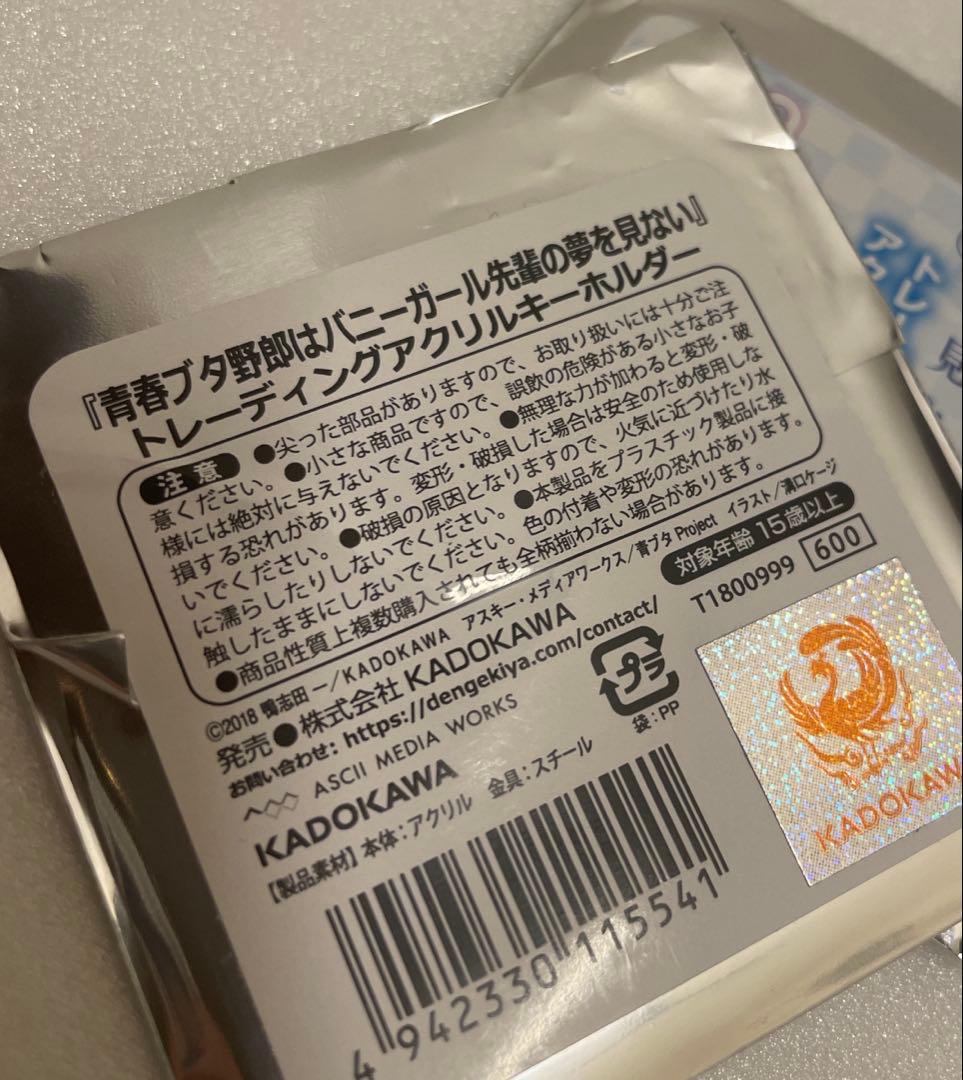 『青春ブタ野郎はバニーガール先輩の夢を見ない』
トレーディングアクリルキーホルダー
注意 ●尖った部品がありますので、お取り扱いには十分ご注
意ください。●小さな商品ですので、誤飲の危険がある小さなお子
様には絶対に与えないでください。●無理な力が加わると変形・破
損する恐れがあります。変形・破損した場合は安全のため使用しな
いでください。●破損の原因となりますので、火気に近づけたり水
に濡らしたりしないでください。●本製品をプラスチック製品に接
触したままにしないでください。色の付着や変形の恐れがあります。
●商品性質上複数購入されても全柄揃わない場合があります。
©2018 鴨志田 一/KADOKAWA アスキー・メディアワークス/青ブタ Project イラスト/溝口ケージ
発売●株式会社KADOKAWA
対象年齢15歳以上
お問い合わせ: https://dengekiya.com/contact/
T1800999 600
ASCII MEDIA WORKS
プラ
袋:PP
KADOKAWA
【製品素材】本体:アクリル 金具:スチール
4942330115541
KADOKAW
トレ
アク
見